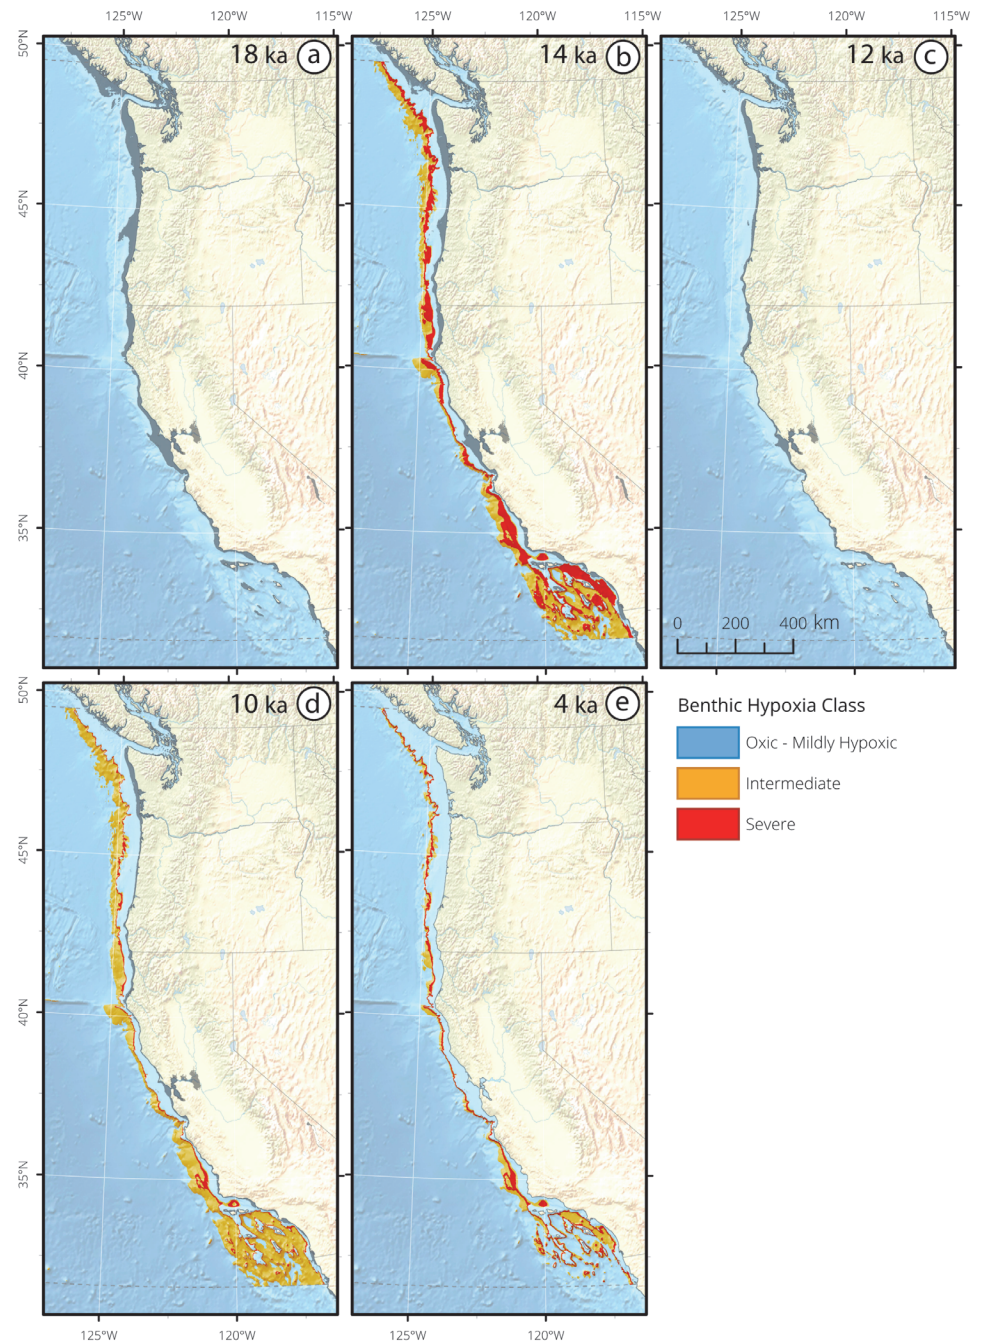 125°W 120°W 115°W 125°W 120°W 115°W 125°W 120°W 115°W
50°N
18 ka a
14 ka b
12 ka c
45°N
40°N
35°N
0 200 400 km
50°N
10 ka d
4 ka e
Benthic Hypoxia Class
Oxic - Mildly Hypoxic
Intermediate
Severe
45°N
40°N
35°N
125°W 120°W 125°W 120°W